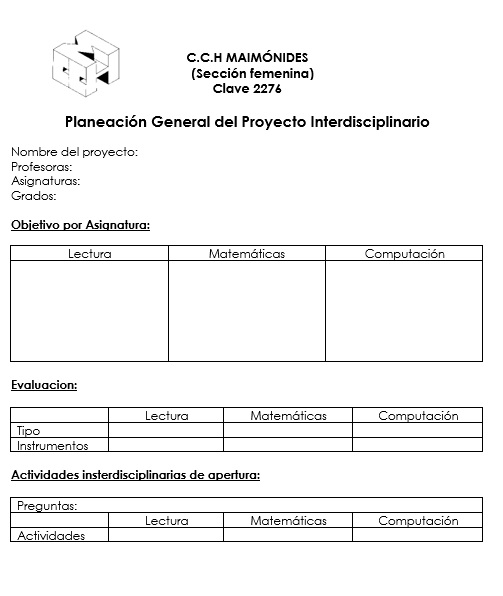 C.C.H MAIMÓNIDES
(Sección femenina)
Clave 2276
Planeación General del Proyecto Interdisciplinario
Nombre del proyecto:
Profesoras:
Asignaturas:
Grados:
Objetivo por Asignatura:
Lectura Matemáticas Computación
Evaluacion:
Lectura Matemáticas Computación
Tipo
Instrumentos
Actividades insterdisciplinarias de apertura:
Preguntas:
Lectura Matemáticas Computación
Actividades